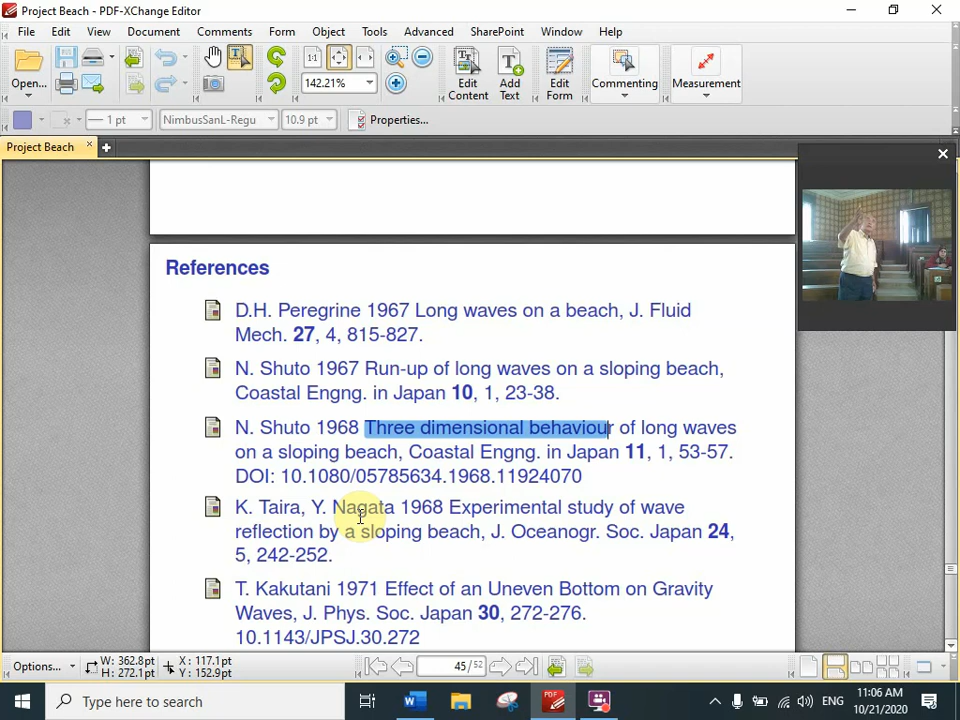 Project Beach - PDF-XChange Editor
File Edit View Document Comments Form Object Tools Advanced SharePoint Window Help
Open...
142.21%
Edit Content
Add Text
Edit Form
Commenting
Measurement
1 pt
NimbusSanL-Regu
10.9 pt
Properties...
Project Beach
References
D.H. Peregrine 1967 Long waves on a beach, J. Fluid
Mech. 27, 4, 815-827.
N. Shuto 1967 Run-up of long waves on a sloping beach,
Coastal Engng. in Japan 10, 1, 23-38.
N. Shuto 1968 Three dimensional behaviour of long waves
on a sloping beach, Coastal Engng. in Japan 11, 1, 53-57.
DOI: 10.1080/05785634.1968.11924070
K. Taira, Y. Nagata 1968 Experimental study of wave
reflection by a sloping beach, J. Oceanogr. Soc. Japan 24,
5, 242-252.
T. Kakutani 1971 Effect of an Uneven Bottom on Gravity
Waves, J. Phys. Soc. Japan 30, 272-276.
10.1143/JPSJ.30.272
Options...
W: 362.8pt
H: 272.1pt
X : 117.1pt
Y : 152.9pt
45 / 52
Type here to search
ENG
11:06 AM
10/21/2020